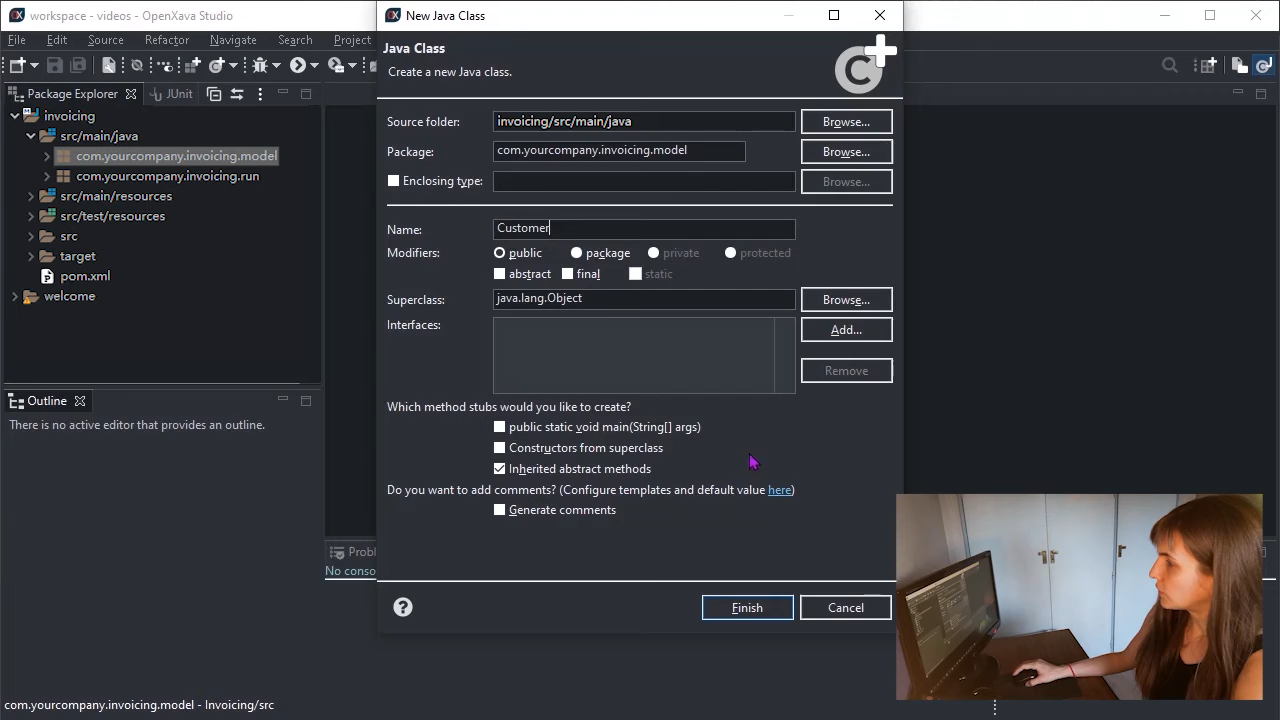 workspace - videos - OpenXava Studio
File Edit Source Refactor Navigate Search Project
Package Explorer JUnit
invoicing
src/main/java
com.yourcompany.invoicing.model
com.yourcompany.invoicing.run
src/main/resources
src/test/resources
src
target
pom.xml
welcome
Outline
There is no active editor that provides an outline.
com.yourcompany.invoicing.model - Invoicing/src
No conso
New Java Class
Java Class
Create a new Java class.
Source folder: invoicing/src/main/java Browse...
Package: com.yourcompany.invoicing.model Browse...
Enclosing type: Browse...
Name: Customer
Modifiers: public package private protected
abstract final static
Superclass: java.lang.Object Browse...
Interfaces: Add...
Remove
Which method stubs would you like to create?
public static void main(String[] args)
Constructors from superclass
Inherited abstract methods
Do you want to add comments? (Configure templates and default value here)
Generate comments
? Finish Cancel